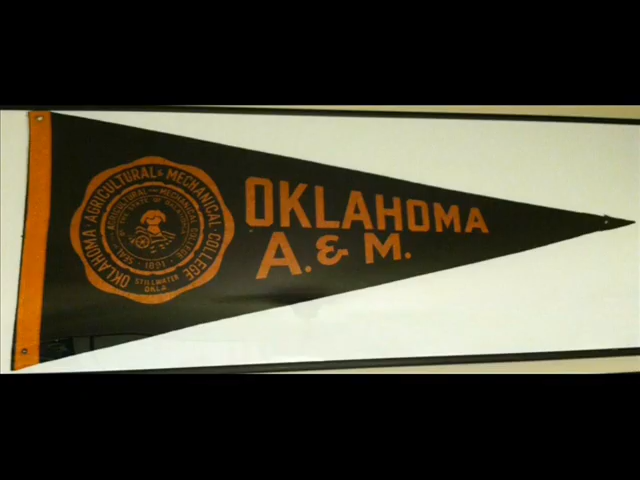 OKLAHOMA · AGRICULTURAL & MECHANICAL · COLLEGE
STILLWATER
OKLA
· 1891 ·
OKLAHOMA
A. & M.